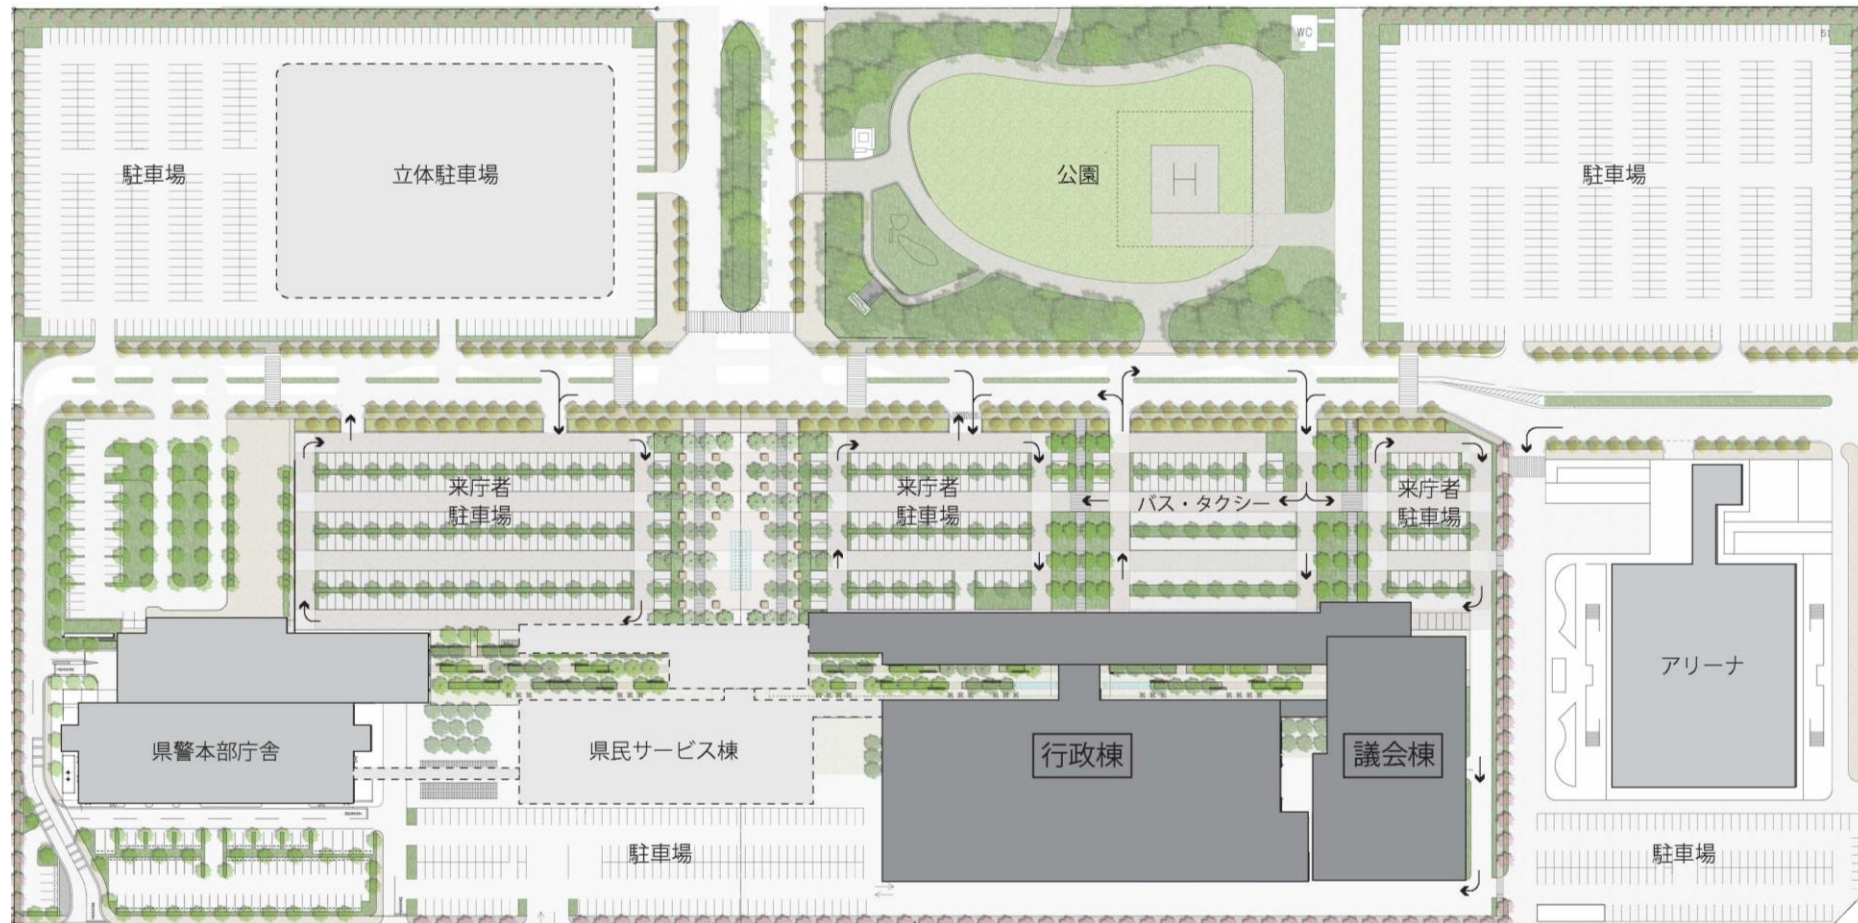 WC
駐車場
立体駐車場
公園
H
駐車場
来庁者
駐車場
来庁者
駐車場
バス・タクシー
来庁者
駐車場
アリーナ
県警本部庁舎
県民サービス棟
行政棟
議会棟
駐車場
駐車場